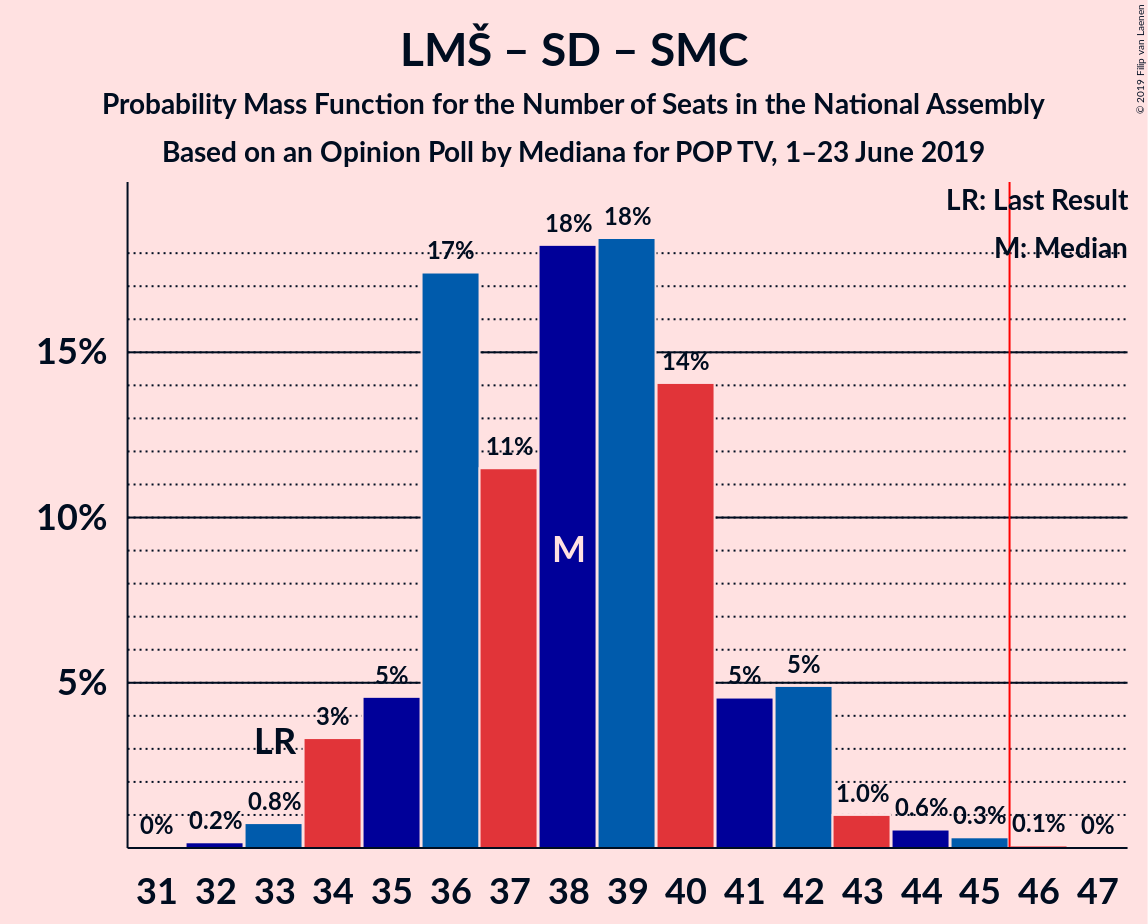 LMŠ – SD – SMC
Probability Mass Function for the Number of Seats in the National Assembly
Based on an Opinion Poll by Mediana for POP TV, 1–23 June 2019
© 2019 Filip van Laenen
LR: Last Result
M: Median
15%
10%
5%
0% 0.2% 0.8% 3% 5% 17% 11% 18% 18% 14% 5% 5% 1.0% 0.6% 0.3% 0.1% 0%
LR
M
31 32 33 34 35 36 37 38 39 40 41 42 43 44 45 46 47